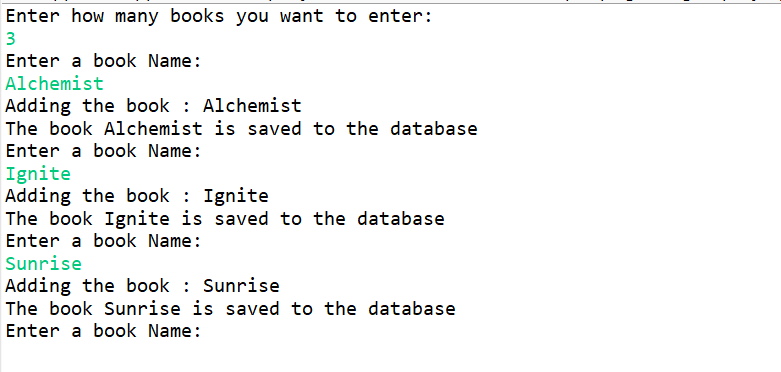 Enter how many books you want to enter:
3
Enter a book Name:
Alchemist
Adding the book : Alchemist
The book Alchemist is saved to the database
Enter a book Name:
Ignite
Adding the book : Ignite
The book Ignite is saved to the database
Enter a book Name:
Sunrise
Adding the book : Sunrise
The book Sunrise is saved to the database
Enter a book Name: